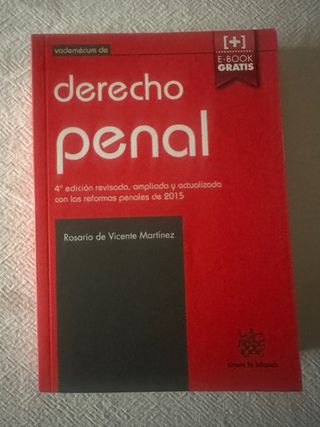 vademécum de
[+]
E-BOOK
GRATIS
derecho
penal
4ª edición revisada, ampliada y actualizada
con las reformas penales de 2015
Rosario de Vicente Martínez
tirant lo blanch